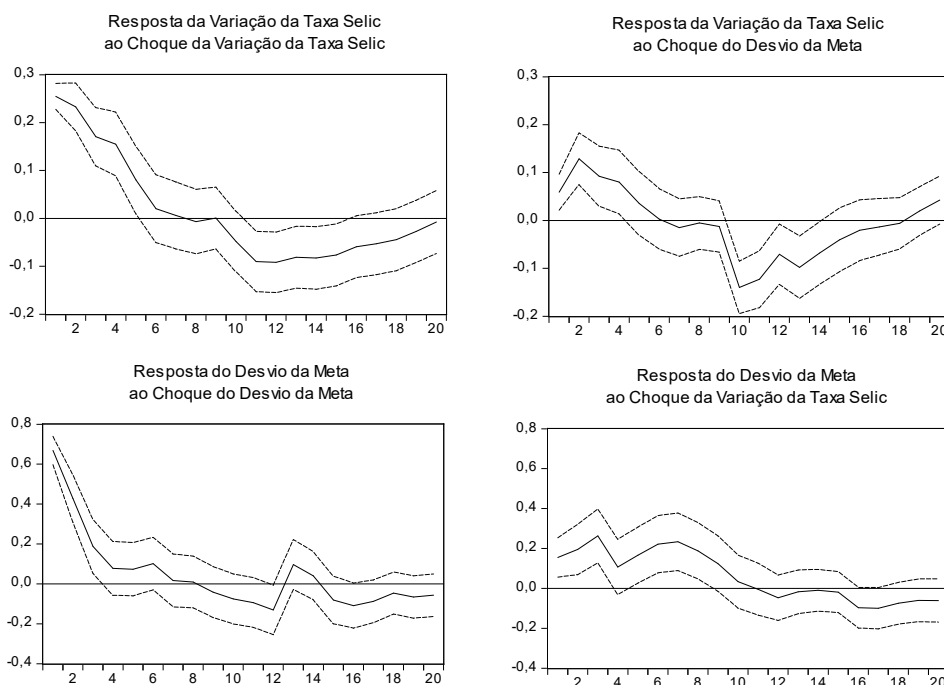 Resposta da Variação da Taxa Selic
ao Choque da Variação da Taxa Selic
0,3
0,2
0,1
0,0
-0,1
-0,2
2 4 6 8 10 12 14 16 18 20
Resposta da Variação da Taxa Selic
ao Choque do Desvio da Meta
0,3
0,2
0,1
0,0
-0,1
-0,2
2 4 6 8 10 12 14 16 18 20
Resposta do Desvio da Meta
ao Choque do Desvio da Meta
0,8
0,6
0,4
0,2
0,0
-0,2
-0,4
2 4 6 8 10 12 14 16 18 20
Resposta do Desvio da Meta
ao Choque da Variação da Taxa Selic
0,8
0,6
0,4
0,2
0,0
-0,2
-0,4
2 4 6 8 10 12 14 16 18 20